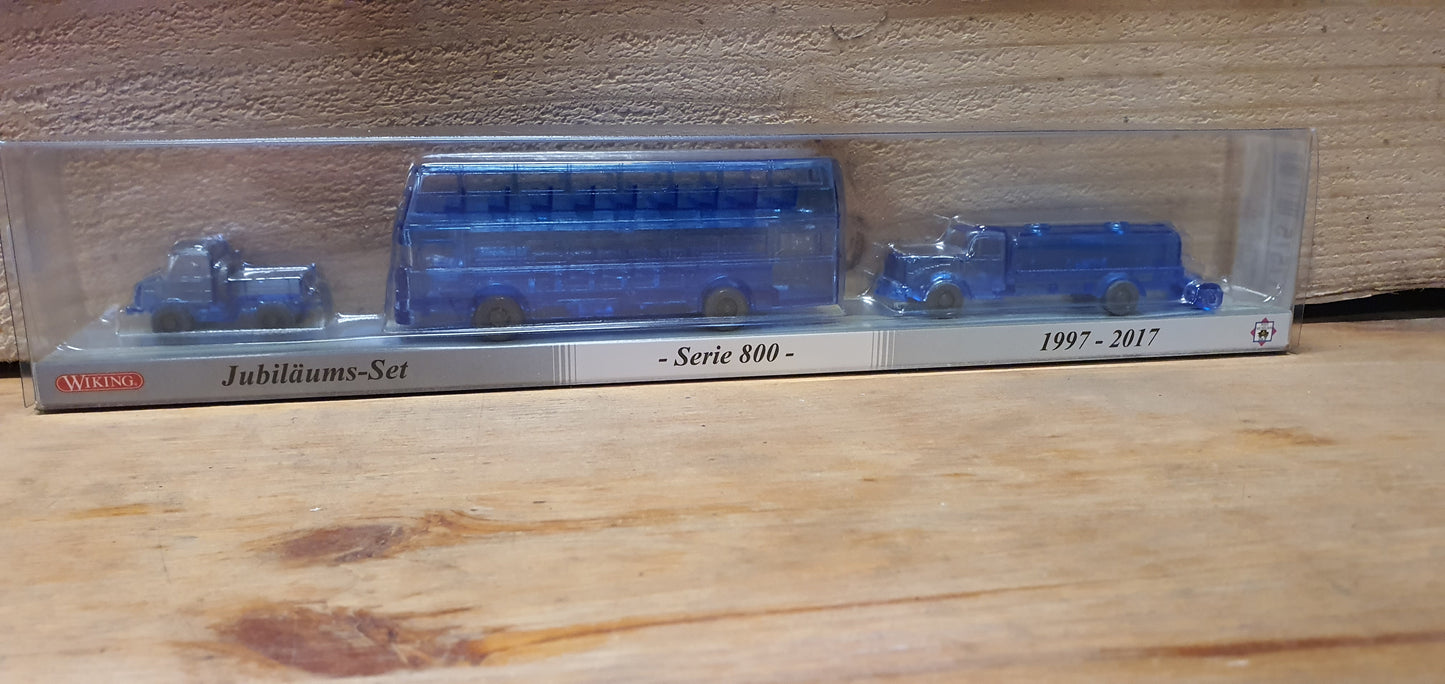 WIKING
Jubiläums-Set
- Serie 800 -
1997 - 2017